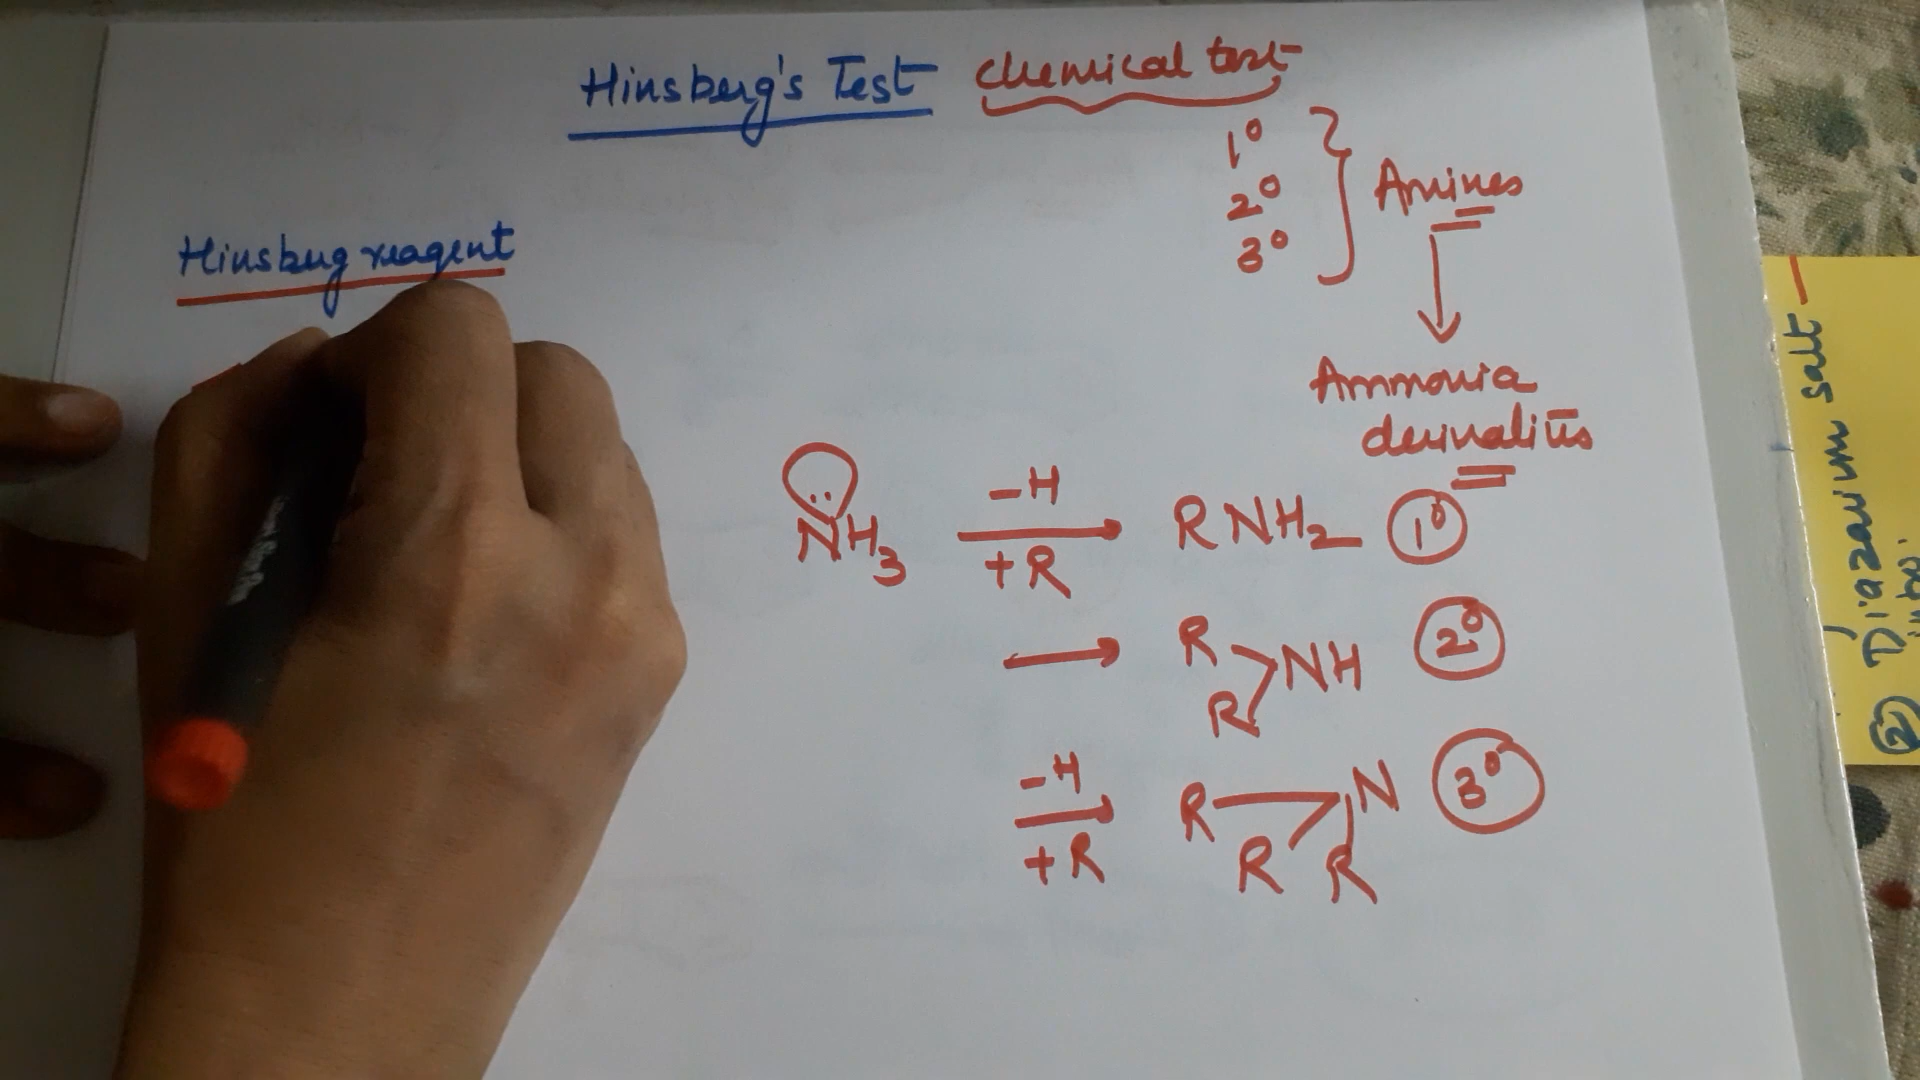 Hinsberg's Test chemical test
1°
2°
3°
Amines
Hinsberg reagent
Ammonia
derivatives
NH3
-H
+R
RNH2 1°
R
R
NH 2°
-H
+R
R N 3°
R R
Diazonium salt
2